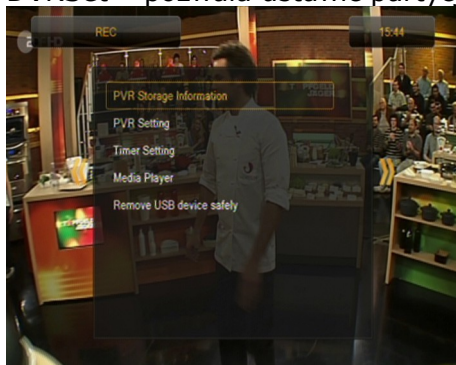 REC
15:44
PVR Storage Information
PVR Setting
Timer Setting
Media Player
Remove USB device safely